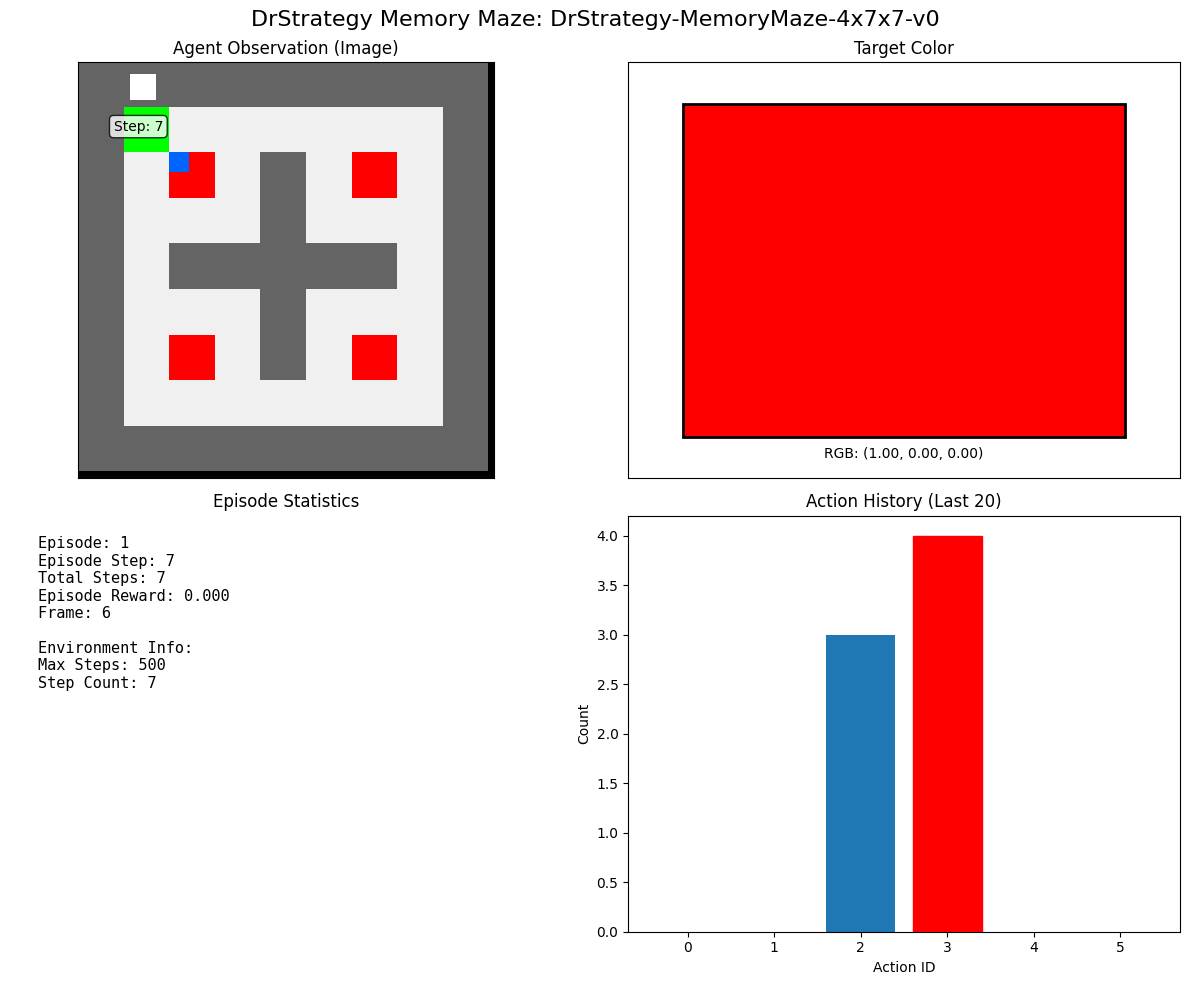 DrStrategy Memory Maze: DrStrategy-MemoryMaze-4x7x7-v0
Agent Observation (Image)
Step: 7
Target Color
RGB: (1.00, 0.00, 0.00)
Episode Statistics
Episode: 1
Episode Step: 7
Total Steps: 7
Episode Reward: 0.000
Frame: 6
Environment Info:
Max Steps: 500
Step Count: 7
Action History (Last 20)
Count
4.0
3.5
3.0
2.5
2.0
1.5
1.0
0.5
0.0
0 1 2 3 4 5
Action ID